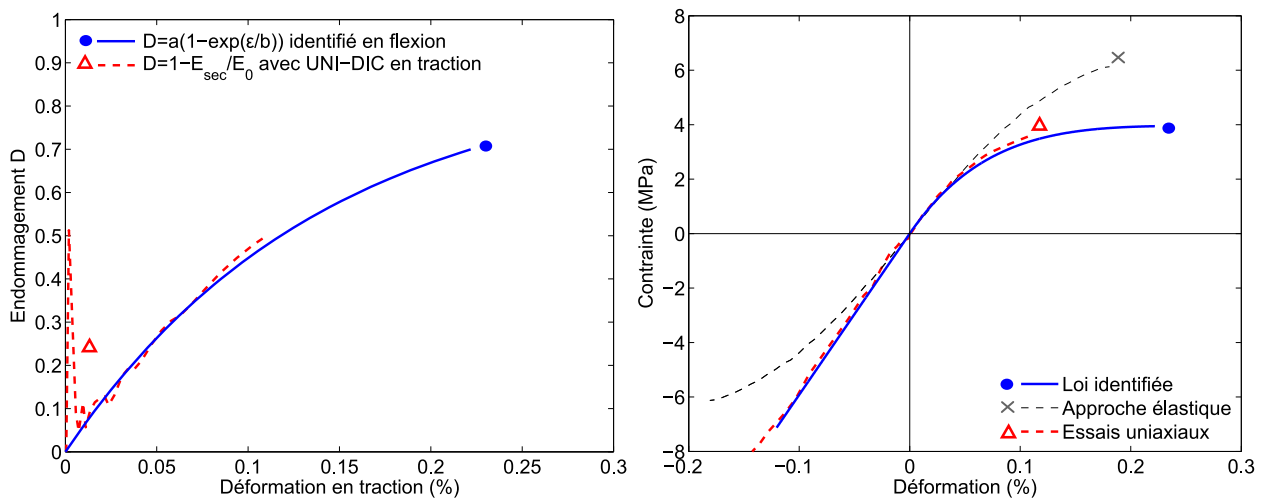 D=a(1−exp(ε/b)) identifié en flexion
D=1−E_sec/E_0 avec UNI−DIC en traction
Endommagement D
1
0.9
0.8
0.7
0.6
0.5
0.4
0.3
0.2
0.1
0
0 0.05 0.1 0.15 0.2 0.25 0.3
Déformation en traction (%)
Contrainte (MPa)
8
6
4
2
0
−2
−4
−6
−8
−0.2 −0.1 0 0.1 0.2 0.3
Déformation (%)
Loi identifiée
Approche élastique
Essais uniaxiaux